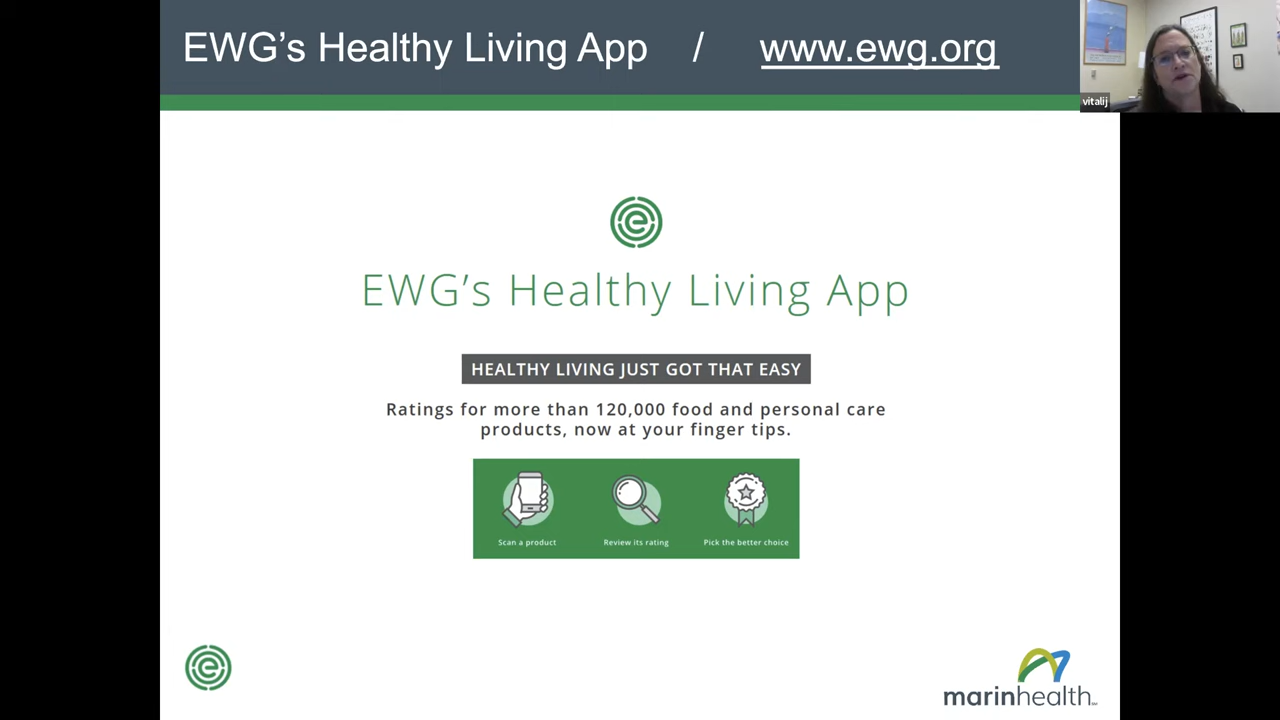 EWG’s Healthy Living App / www.ewg.org
vitalij
EWG’s Healthy Living App
HEALTHY LIVING JUST GOT THAT EASY
Ratings for more than 120,000 food and personal care
products, now at your finger tips.
Scan a product
Review its rating
Pick the better choice
marinhealth